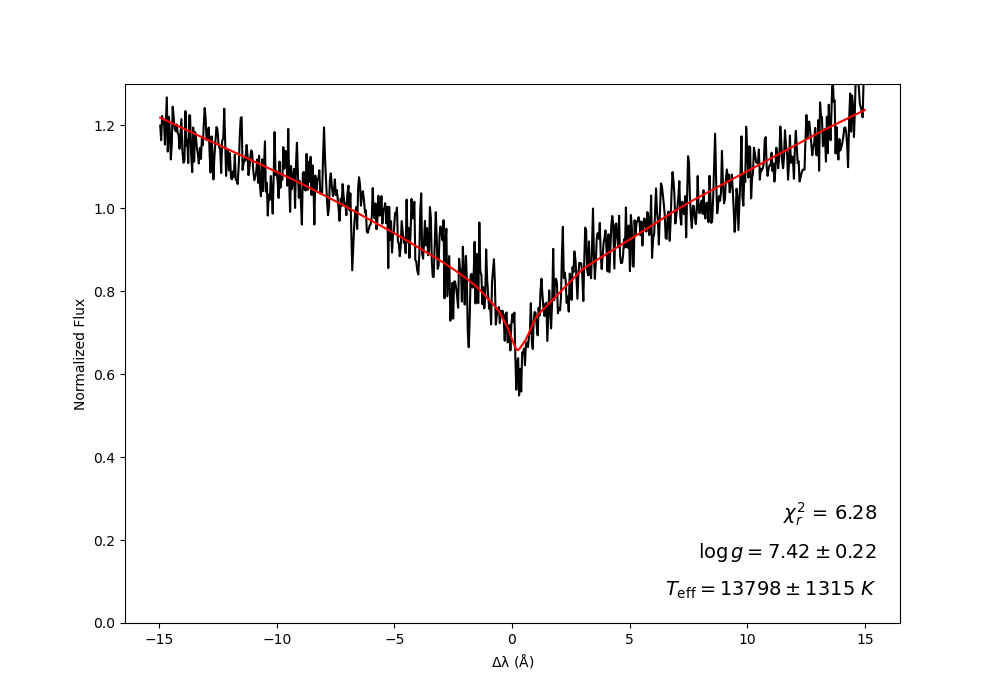 1.2
1.0
0.8
0.6
0.4
0.2
0.0
Normalized Flux
χ²ᵣ = 6.28
log g = 7.42 ± 0.22
T_eff = 13798 ± 1315 K
−15 −10 −5 0 5 10 15
Δλ (Å)